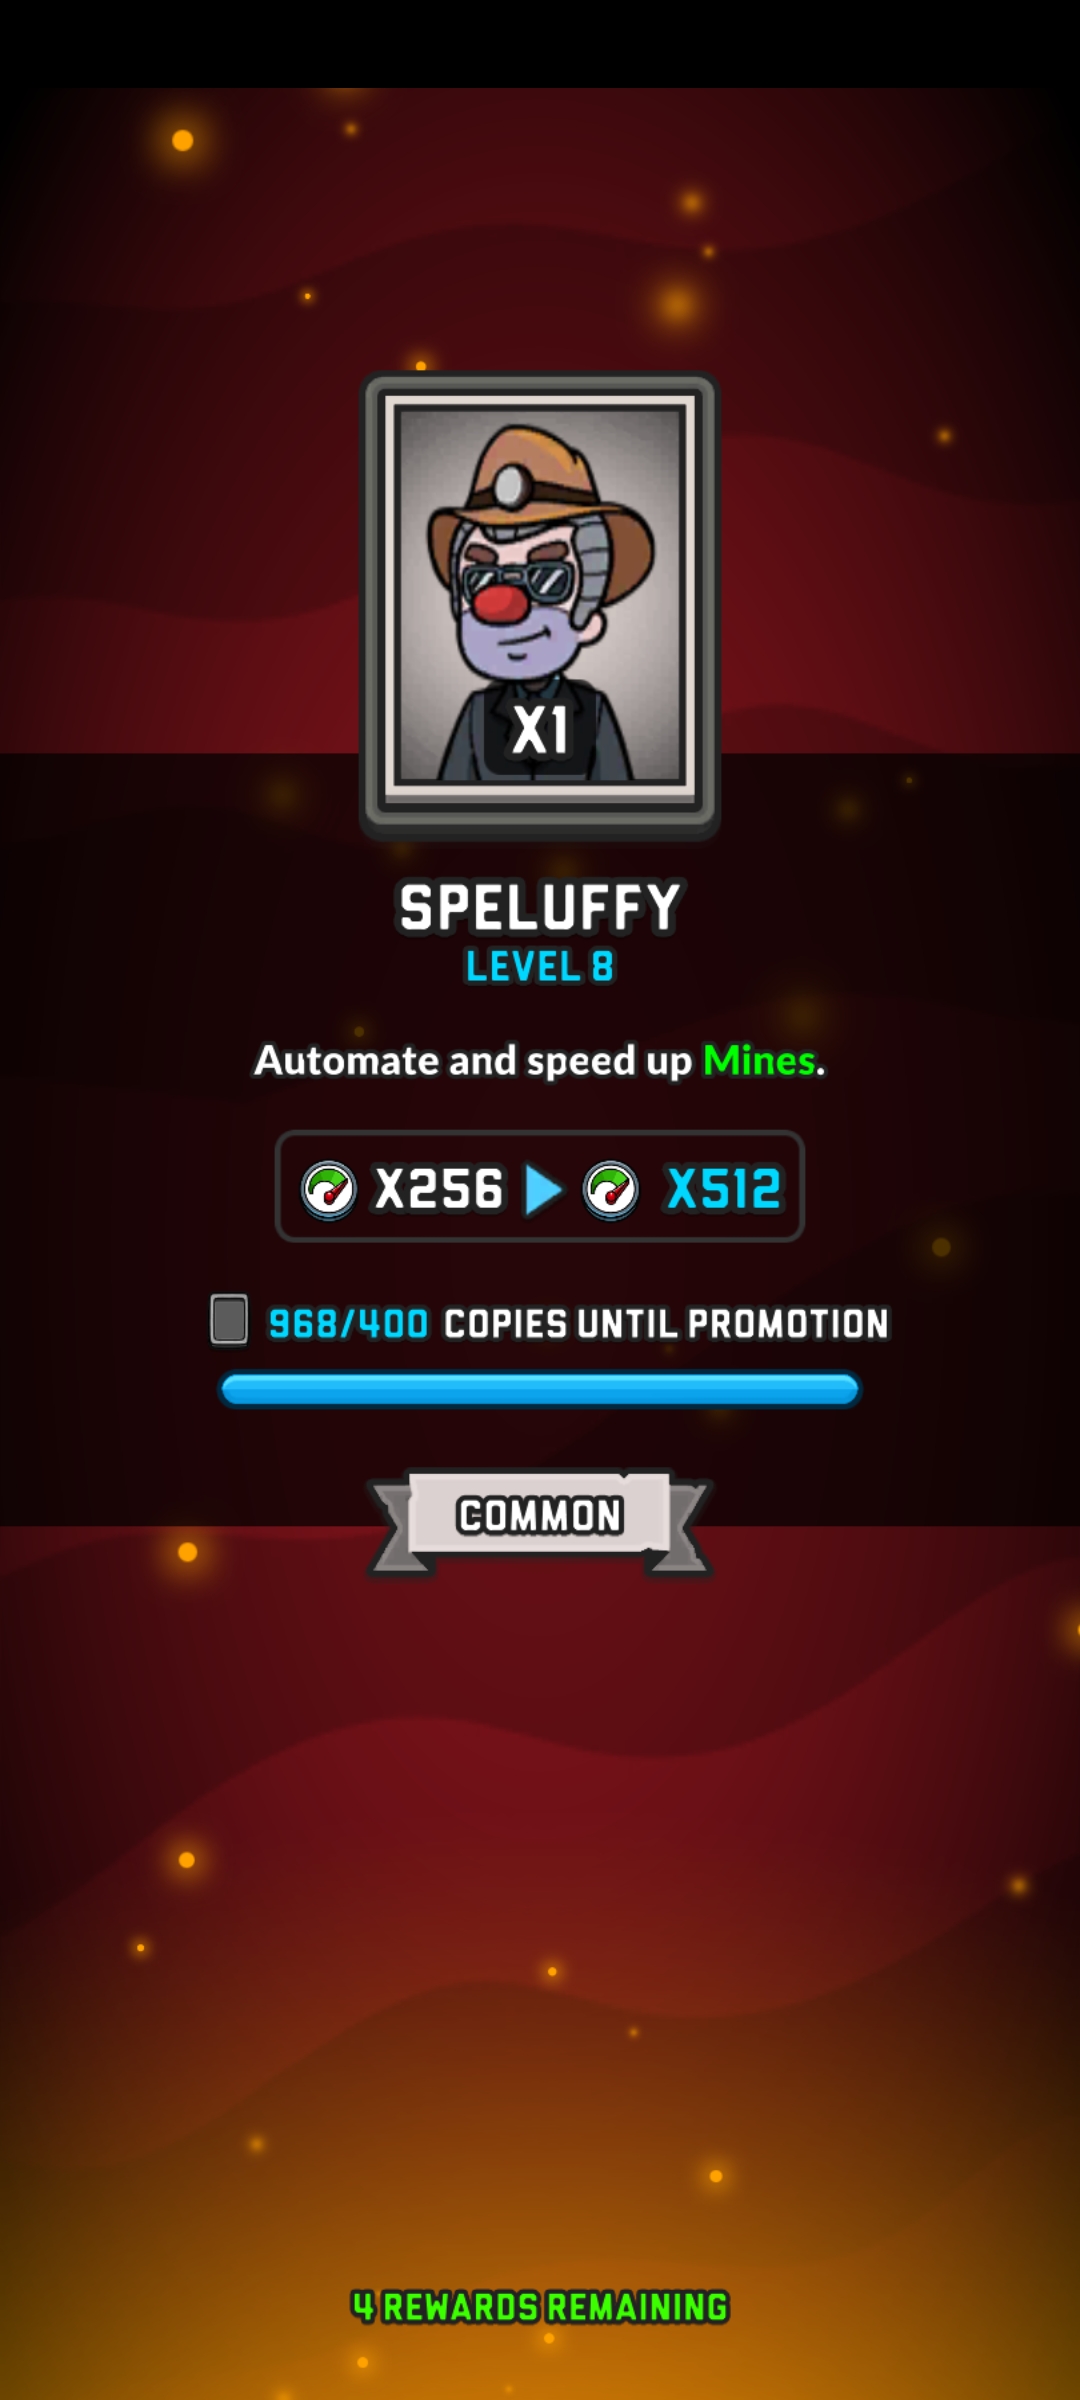 X1
SPELUFFY
LEVEL 8
Automate and speed up Mines.
X256 X512
968/400 COPIES UNTIL PROMOTION
COMMON
4 REWARDS REMAINING